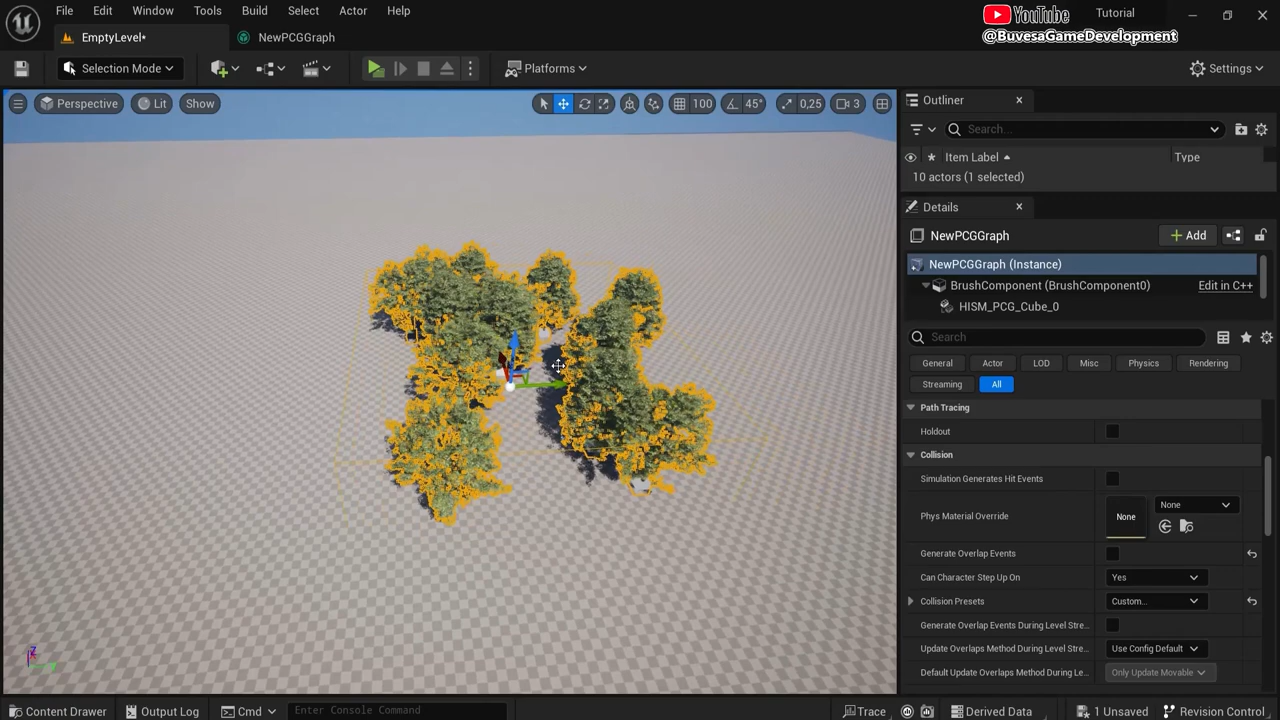 File Edit Window Tools Build Select Actor Help
YouTube Tutorial
@BuvesaGameDevelopment
EmptyLevel* NewPCGGraph
Selection Mode Platforms Settings
Perspective Lit Show 100 45° 0,25 3
Outliner
Search...
Item Label Type
10 actors (1 selected)
Details
NewPCGGraph + Add
NewPCGGraph (Instance)
BrushComponent (BrushComponent0) Edit in C++
HISM_PCG_Cube_0
Search
General Actor LOD Misc Physics Rendering
Streaming All
Path Tracing
Holdout
Collision
Simulation Generates Hit Events
Phys Material Override None None
Generate Overlap Events
Can Character Step Up On Yes
Collision Presets Custom...
Generate Overlap Events During Level Stre...
Update Overlaps Method During Level Stre... Use Config Default
Default Update Overlaps Method During Le... Only Update Movable
Content Drawer Output Log Cmd Enter Console Command Trace Derived Data 1 Unsaved Revision Control